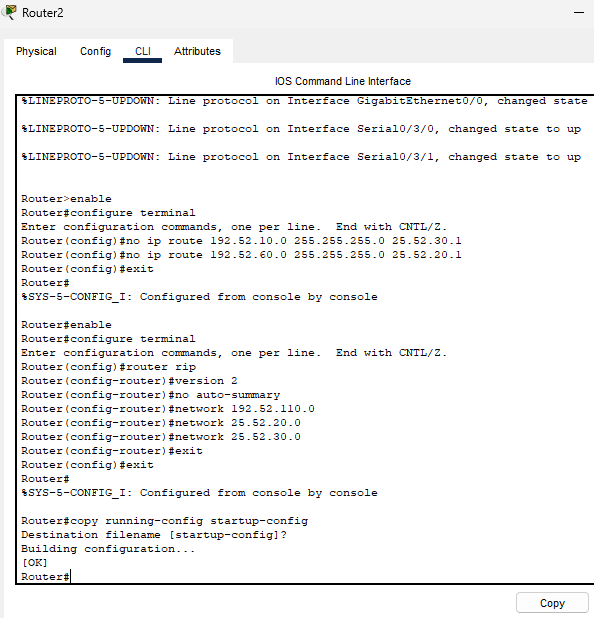 Router2
Physical Config CLI Attributes
IOS Command Line Interface
%LINEPROTO-5-UPDOWN: Line protocol on Interface GigabitEthernet0/0, changed state
%LINEPROTO-5-UPDOWN: Line protocol on Interface Serial0/3/0, changed state to up
%LINEPROTO-5-UPDOWN: Line protocol on Interface Serial0/3/1, changed state to up
Router>enable
Router#configure terminal
Enter configuration commands, one per line.  End with CNTL/Z.
Router(config)#no ip route 192.52.10.0 255.255.255.0 25.52.30.1
Router(config)#no ip route 192.52.60.0 255.255.255.0 25.52.20.1
Router(config)#exit
Router#
%SYS-5-CONFIG_I: Configured from console by console
Router#enable
Router#configure terminal
Enter configuration commands, one per line.  End with CNTL/Z.
Router(config)#router rip
Router(config-router)#version 2
Router(config-router)#no auto-summary
Router(config-router)#network 192.52.110.0
Router(config-router)#network 25.52.20.0
Router(config-router)#network 25.52.30.0
Router(config-router)#exit
Router(config)#exit
Router#
%SYS-5-CONFIG_I: Configured from console by console
Router#copy running-config startup-config
Destination filename [startup-config]?
Building configuration...
[OK]
Router#
Copy